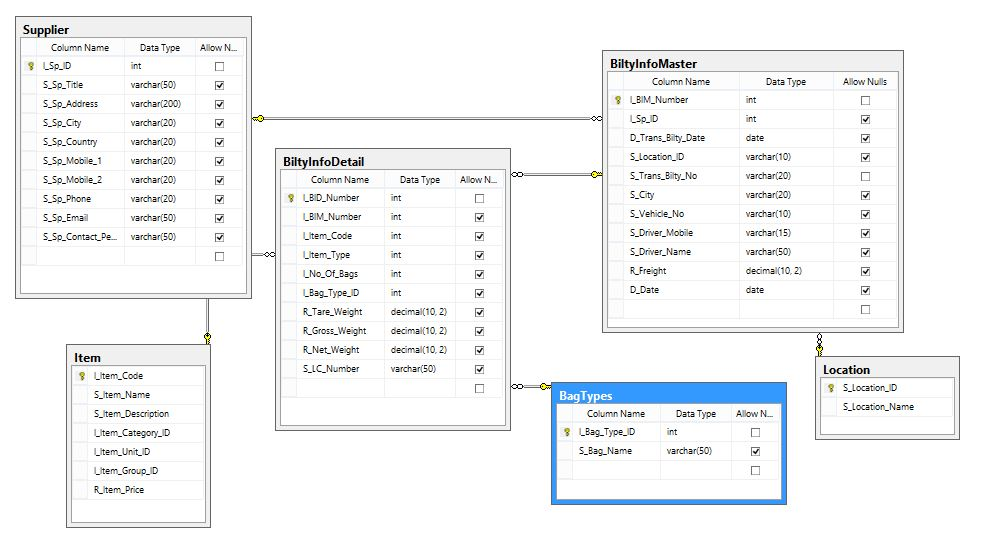 Supplier
Column Name Data Type Allow N...
I_Sp_ID int
S_Sp_Title varchar(50)
S_Sp_Address varchar(200)
S_Sp_City varchar(20)
S_Sp_Country varchar(20)
S_Sp_Mobile_1 varchar(20)
S_Sp_Mobile_2 varchar(20)
S_Sp_Phone varchar(20)
S_Sp_Email varchar(50)
S_Sp_Contact_Pe... varchar(50)
BiltyInfoDetail
Column Name Data Type Allow N...
I_BID_Number int
I_BIM_Number int
I_Item_Code int
I_Item_Type int
I_No_Of_Bags int
I_Bag_Type_ID int
R_Tare_Weight decimal(10, 2)
R_Gross_Weight decimal(10, 2)
R_Net_Weight decimal(10, 2)
S_LC_Number varchar(50)
BiltyInfoMaster
Column Name Data Type Allow Nulls
I_BIM_Number int
I_Sp_ID int
D_Trans_Bilty_Date date
S_Location_ID varchar(10)
S_Trans_Bilty_No varchar(20)
S_City varchar(20)
S_Vehicle_No varchar(10)
S_Driver_Mobile varchar(15)
S_Driver_Name varchar(50)
R_Freight decimal(10, 2)
D_Date date
Item
I_Item_Code
S_Item_Name
S_Item_Description
I_Item_Category_ID
I_Item_Unit_ID
I_Item_Group_ID
R_Item_Price
BagTypes
Column Name Data Type Allow N...
I_Bag_Type_ID int
S_Bag_Name varchar(50)
Location
S_Location_ID
S_Location_Name